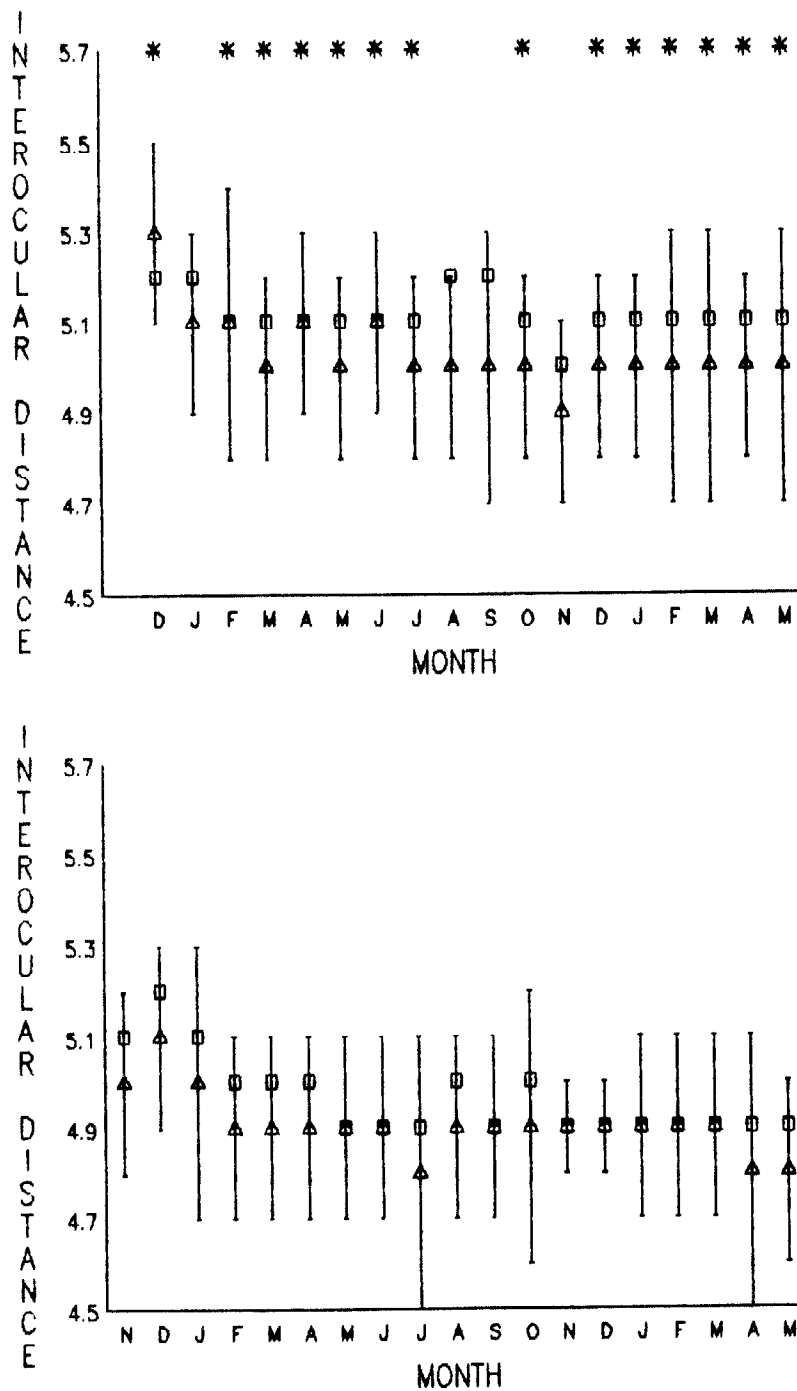 INTEROCULAR DISTANCE
* * * * * * * * * * * * * *
5.7
5.5
5.3
5.1
4.9
4.7
4.5
D J F M A M J J A S O N D J F M A M
MONTH
INTEROCULAR DISTANCE
5.7
5.5
5.3
5.1
4.9
4.7
4.5
N D J F M A M J J A S O N D J F M A M
MONTH